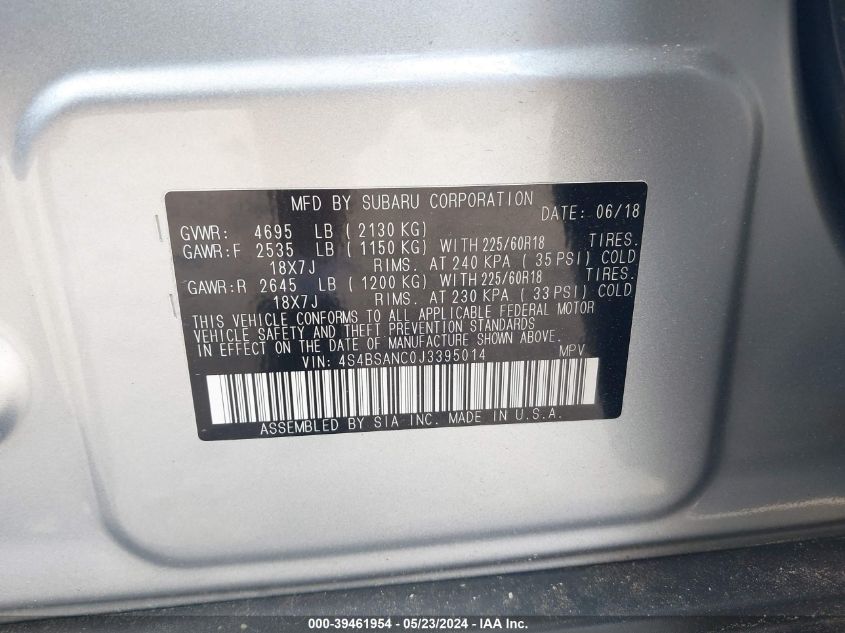 MFD BY SUBARU CORPORATION
DATE: 06/18
GVWR: 4695 LB ( 2130 KG)
GAWR:F 2535 LB ( 1150 KG) WITH 225/60R18 TIRES.
18X7J RIMS. AT 240 KPA ( 35 PSI) COLD
GAWR:R 2645 LB ( 1200 KG) WITH 225/60R18 TIRES.
18X7J RIMS. AT 230 KPA ( 33 PSI) COLD
THIS VEHICLE CONFORMS TO ALL APPLICABLE FEDERAL MOTOR
VEHICLE SAFETY AND THEFT PREVENTION STANDARDS
IN EFFECT ON THE DATE OF MANUFACTURE SHOWN ABOVE.
VIN: 4S4BSANC0J3395014 MPV
ASSEMBLED BY SIA INC. MADE IN U.S.A.
000-39461954 - 05/23/2024 - IAA Inc.